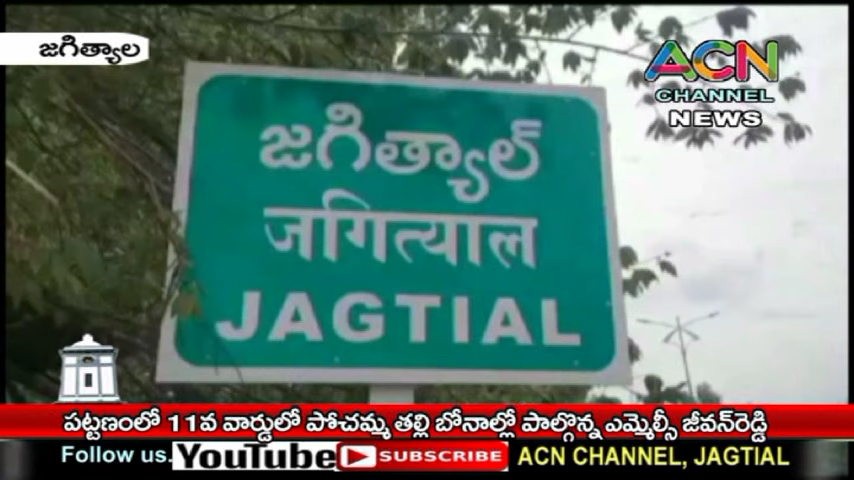 జగిత్యాల
ACN
CHANNEL
NEWS
జగిత్యాల్
जगित्याल
JAGTIAL
పట్టణంలో 11వ వార్డులో పోచమ్మ తల్లి బోనాల్లో పాల్గొన్న ఎమ్మెల్సీ జీవన్‌రెడ్డి
Follow us. YouTube SUBSCRIBE ACN CHANNEL, JAGTIAL